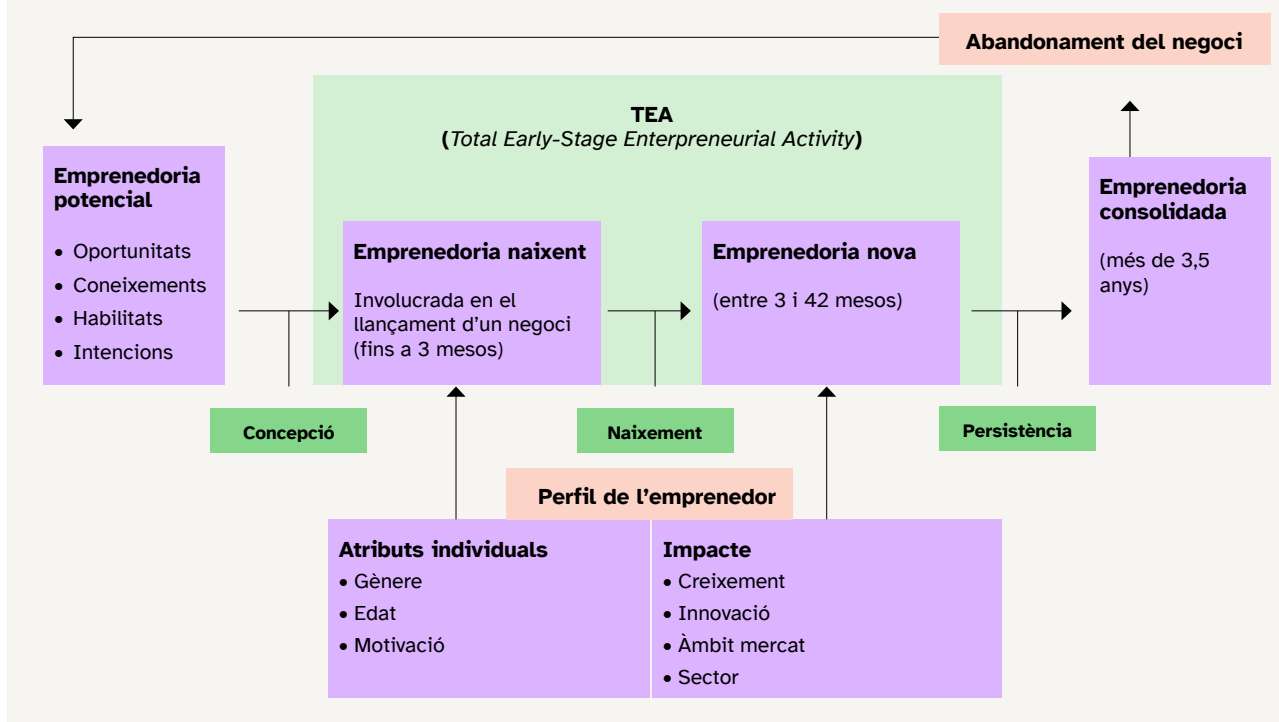 Abandonament del negoci
TEA
(Total Early-Stage Enterpreneurial Activity)
Emprenedoria
potencial
• Oportunitats
• Coneixements
• Habilitats
• Intencions
Emprenedoria naixent
Involucrada en el
llançament d’un negoci
(fins a 3 mesos)
Emprenedoria nova
(entre 3 i 42 mesos)
Emprenedoria
consolidada
(més de 3,5
anys)
Concepció
Naixement
Persistència
Perfil de l’emprenedor
Atributs individuals
• Gènere
• Edat
• Motivació
Impacte
• Creixement
• Innovació
• Àmbit mercat
• Sector